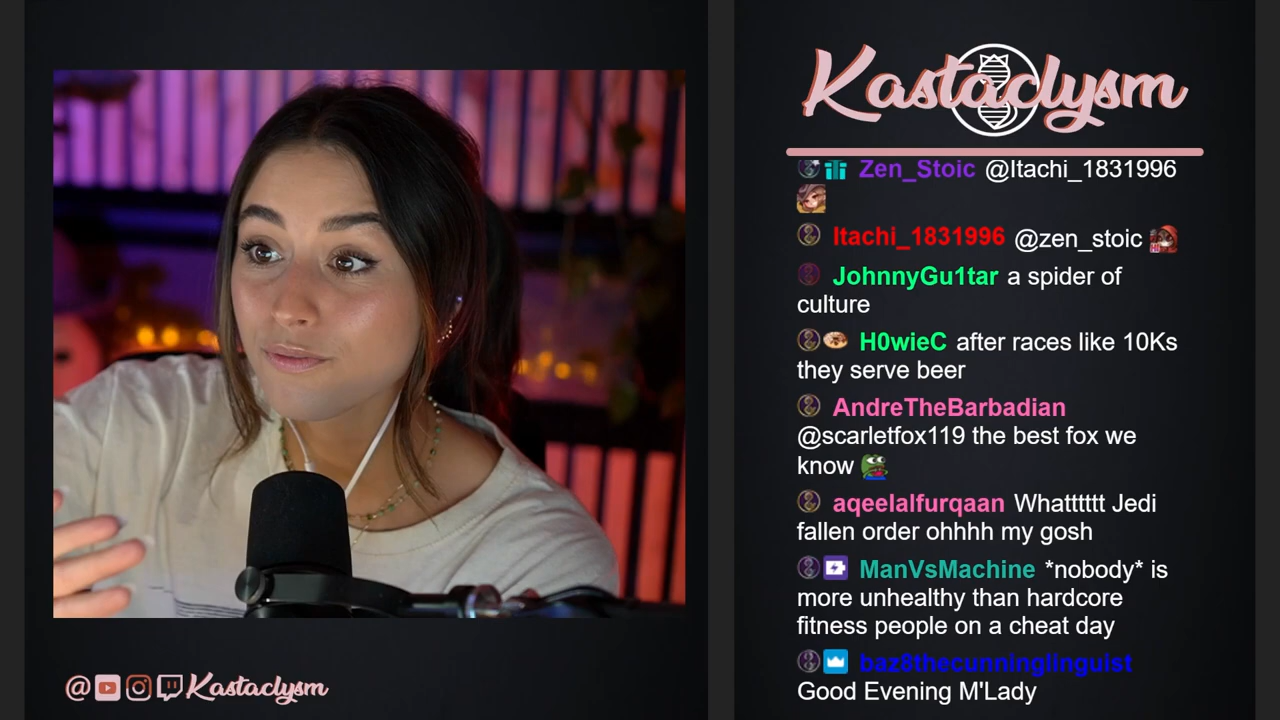 @ Kastaclysm
Kastaclysm
Zen_Stoic @Itachi_1831996
Itachi_1831996 @zen_stoic
JohnnyGu1tar a spider of
culture
H0wieC after races like 10Ks
they serve beer
AndreTheBarbadian
@scarletfox119 the best fox we
know
aqeelalfurqaan Whatttttt Jedi
fallen order ohhhh my gosh
ManVsMachine *nobody* is
more unhealthy than hardcore
fitness people on a cheat day
baz8thecunninglinguist
Good Evening M'Lady